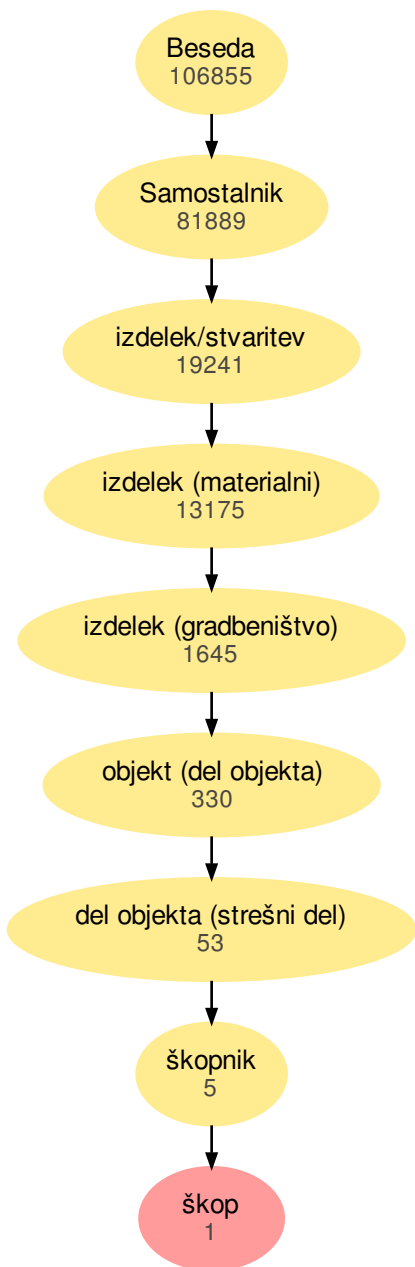 Beseda
106855
Samostalnik
81889
izdelek/stvaritev
19241
izdelek (materialni)
13175
izdelek (gradbeništvo)
1645
objekt (del objekta)
330
del objekta (strešni del)
53
škopnik
5
škop
1